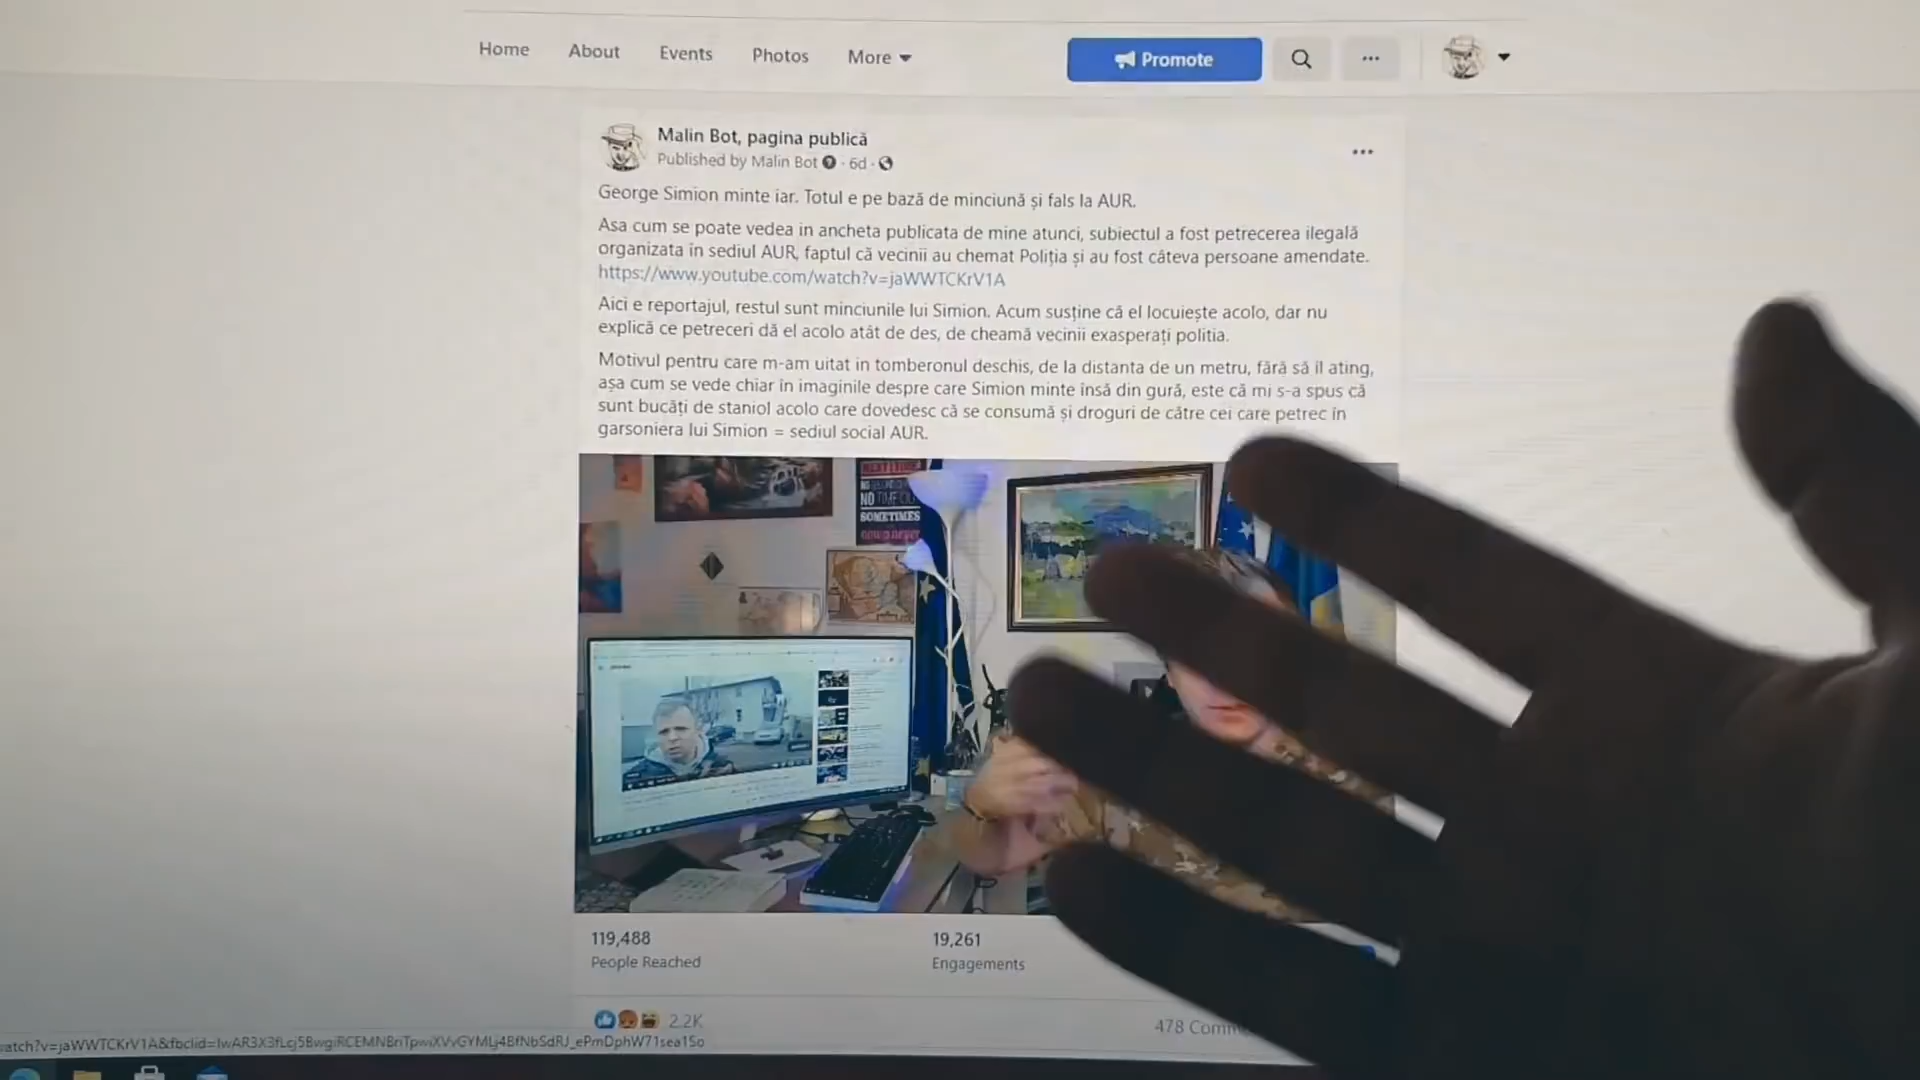 Home About Events Photos More
Promote
Malin Bot, pagina publică
Published by Malin Bot · 6d ·
George Simion minte iar. Totul e pe bază de minciună și fals la AUR.
Asa cum se poate vedea in ancheta publicata de mine atunci, subiectul a fost petrecerea ilegală
organizata în sediul AUR, faptul că vecinii au chemat Poliția și au fost câteva persoane amendate.
https://www.youtube.com/watch?v=jaWWTCKrV1A
Aici e reportajul, restul sunt minciunile lui Simion. Acum susține că el locuiește acolo, dar nu
explică ce petreceri dă el acolo atât de des, de cheamă vecinii exasperați politia.
Motivul pentru care m-am uitat in tomberonul deschis, de la distanta de un metru, fără să îl ating,
așa cum se vede chiar în imaginile despre care Simion minte însă din gură, este că mi s-a spus că
sunt bucăți de staniol acolo care dovedesc că se consumă și droguri de către cei care petrec în
garsoniera lui Simion = sediul social AUR.
SOMETIMES
119,488
People Reached
19,261
Engagements
2.2K
478